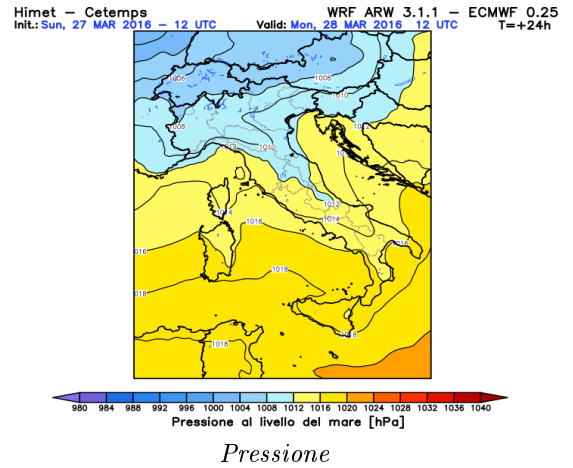 Himet – Cetemps WRF ARW 3.1.1 – ECMWF 0.25
Init.: Sun, 27 MAR 2016 – 12 UTC Valid: Mon, 28 MAR 2016 12 UTC T=+24h
1006 1008
1010
1008 1012
1012 1010
1012
1014
1014
1016
1016
016
1018
018
1018
1018
980 984 988 992 996 1000 1004 1008 1012 1016 1020 1024 1028 1032 1036 1040
Pressione al livello del mare [hPa]
Pressione